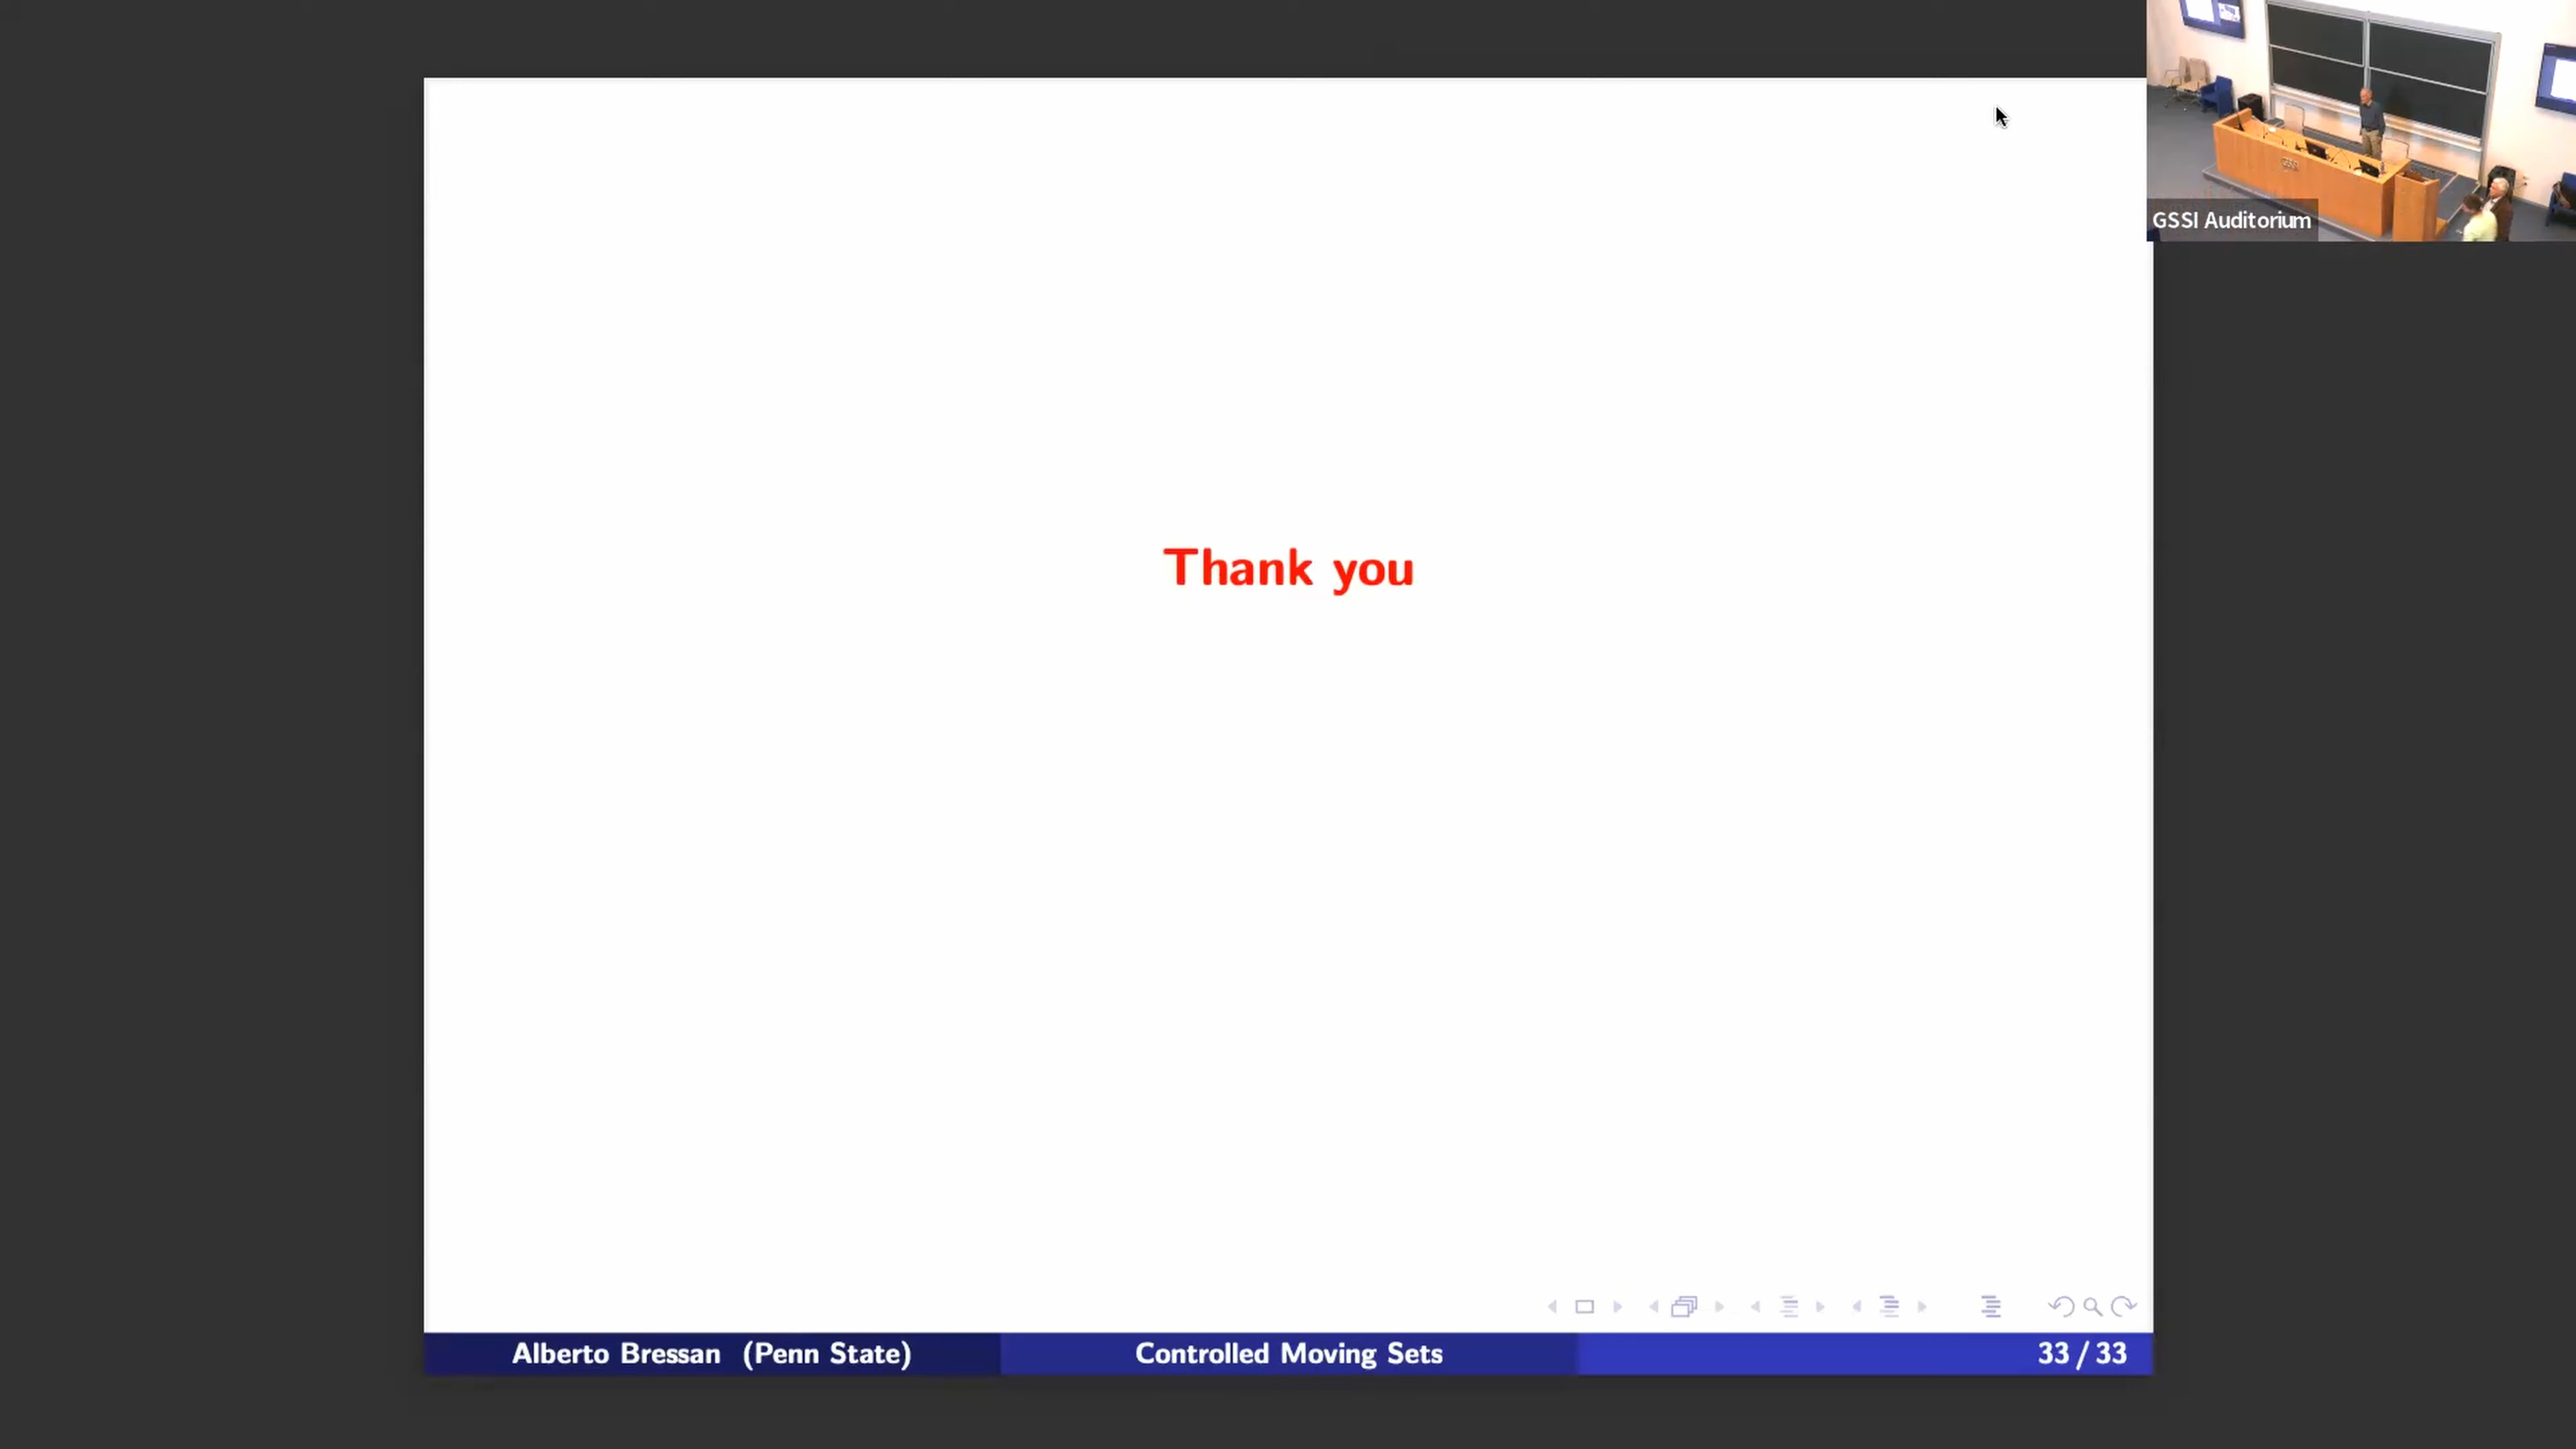 GSSI Auditorium
Thank you
Alberto Bressan (Penn State)
Controlled Moving Sets
33 / 33